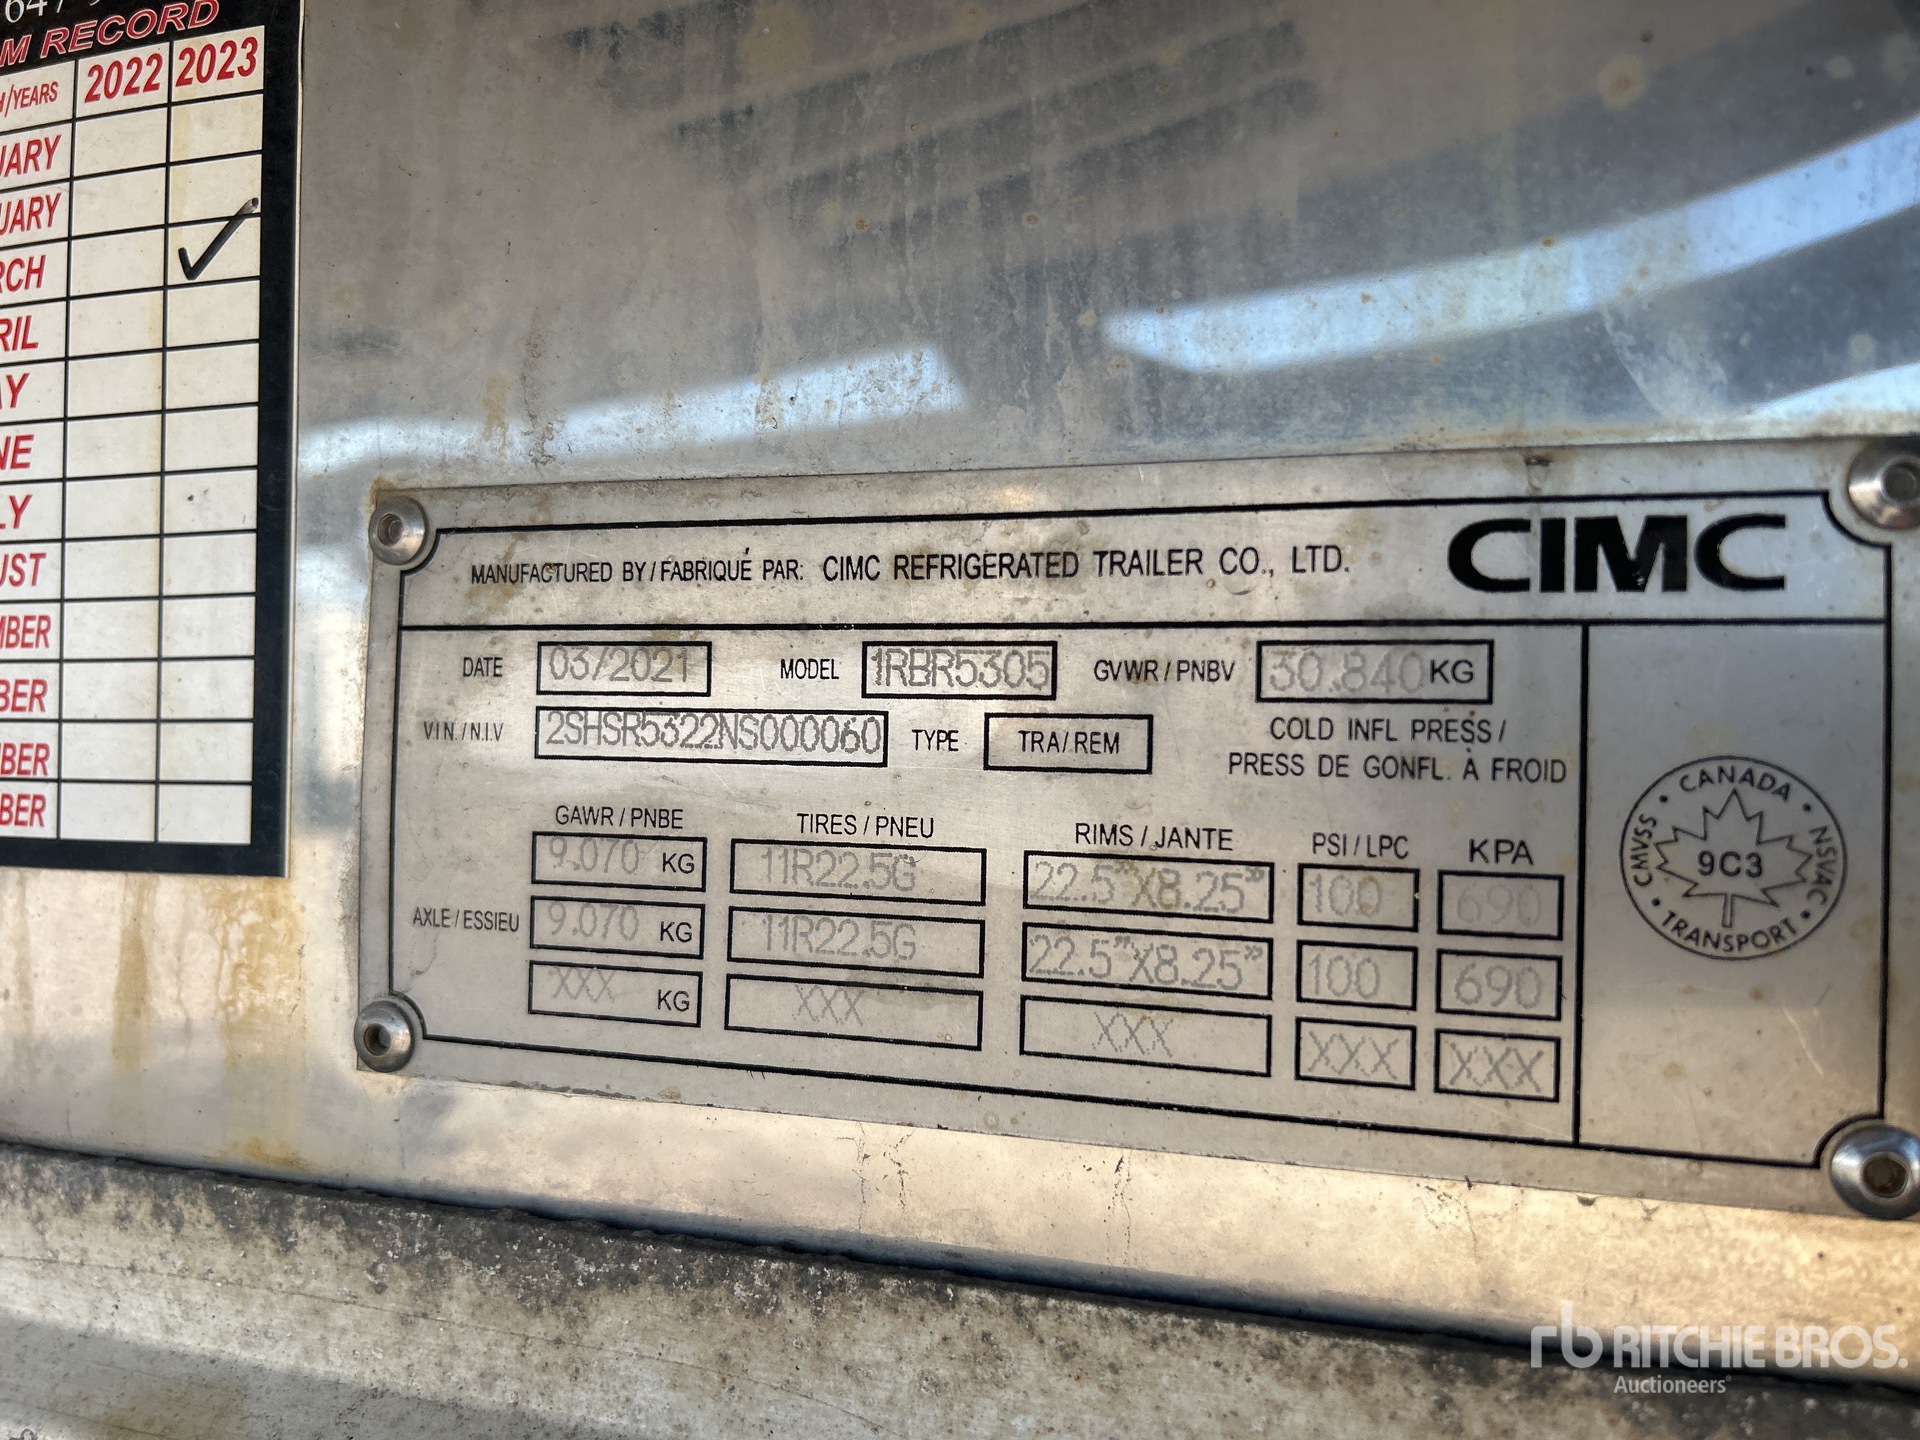 M RECORD
/YEARS 2022 2023
UARY
UARY
RCH ✓
RIL
AY
NE
LY
UST
MBER
BER
MBER
BER
MANUFACTURED BY / FABRIQUÉ PAR: CIMC REFRIGERATED TRAILER CO., LTD. CIMC
DATE 03/2021 MODEL 1RBR5305 GVWR / PNBV 30.840 KG
VIN./N.I.V 2SHSR5322NS000060 TYPE TRA/REM COLD INFL PRESS /
PRESS DE GONFL. À FROID
GAWR / PNBE TIRES / PNEU RIMS / JANTE PSI / LPC KPA
9.070 KG 11R22.5G 22.5"X8.25" 100 690
AXLE / ESSIEU 9.070 KG 11R22.5G 22.5"X8.25" 100 690
XXX KG XXX XXX XXX XXX
CANADA
CMVSS • NSVAC
9C3
TRANSPORT
rb RITCHIE BROS.
Auctioneers